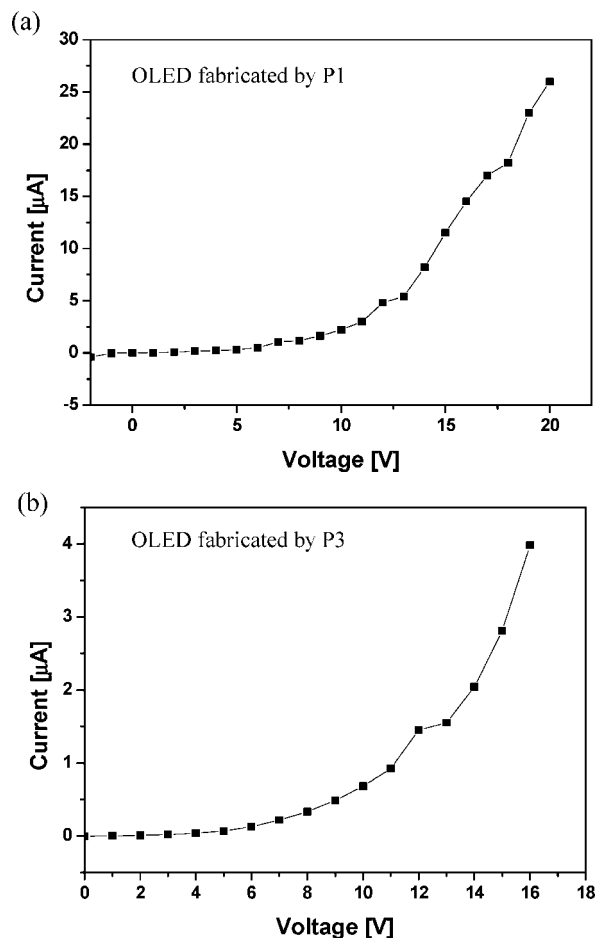 (a)
OLED fabricated by P1
30
25
20
15
10
5
0
-5
Current [μA]
0 5 10 15 20
Voltage [V]
(b)
OLED fabricated by P3
4
3
2
1
0
Current [μA]
0 2 4 6 8 10 12 14 16 18
Voltage [V]